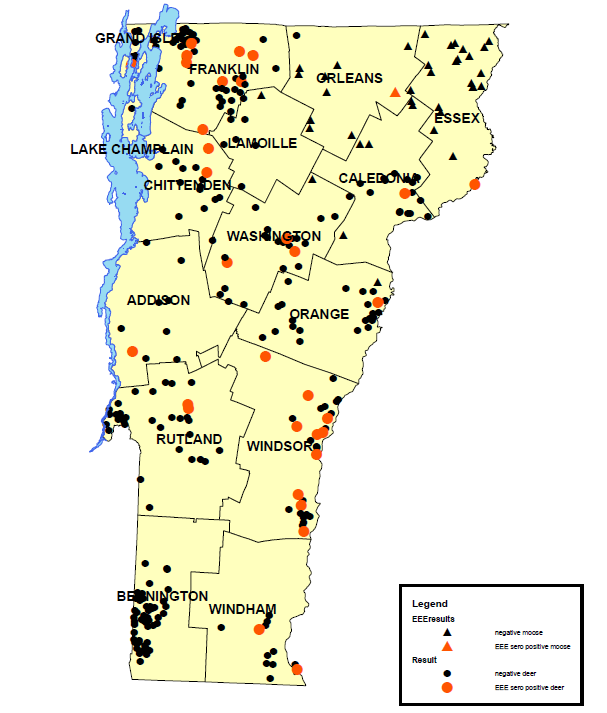 GRAND ISLE
FRANKLIN
ORLEANS
ESSEX
LAKE CHAMPLAIN
LAMOILLE
CHITTENDEN
CALEDONIA
WASHINGTON
ADDISON
ORANGE
RUTLAND
WINDSOR
BENNINGTON
WINDHAM
Legend
EEEresults
negative moose
EEE sero positive moose
Result
negative deer
EEE sero positive deer